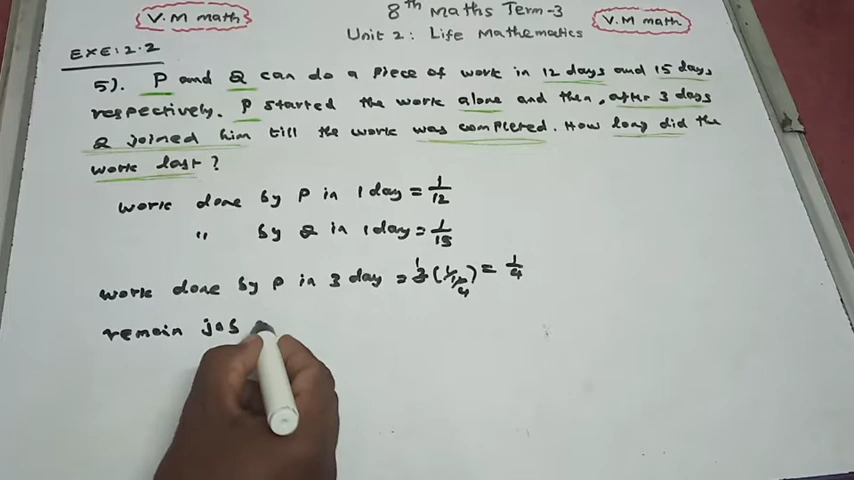 V.M math
8th Maths Term-3
V.M math
Unit 2: Life Mathematics
EXE: 2.2
5). P and Q can do a piece of work in 12 days and 15 days,
respectively. P started the work alone and then, after 3 days
Q joined him till the work was completed. How long did the
work last?
work done by P in 1 day = 1/12
" by Q in 1 day = 1/15
work done by P in 3 day = 3 (1/12) = 1/4
remain job